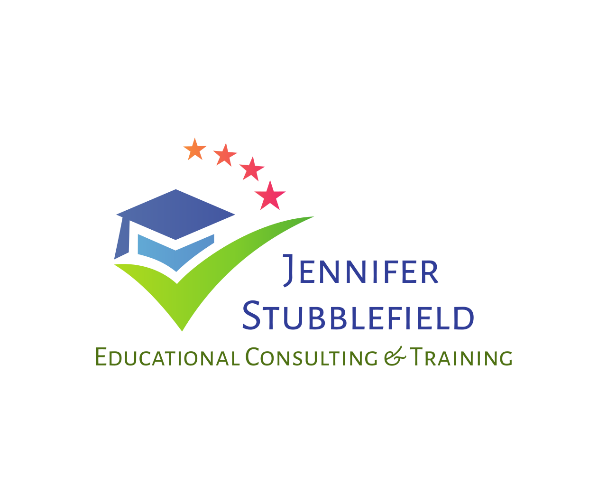 Jennifer
Stubblefield
Educational Consulting & Training